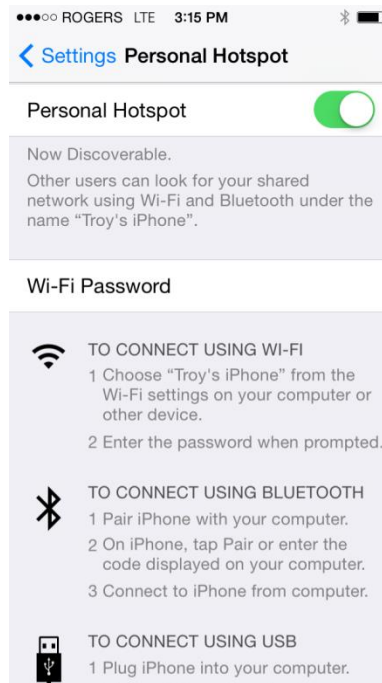 ROGERS LTE 3:15 PM
Settings Personal Hotspot
Personal Hotspot
Now Discoverable.
Other users can look for your shared
network using Wi-Fi and Bluetooth under the
name “Troy's iPhone”.
Wi-Fi Password
TO CONNECT USING WI-FI
1 Choose “Troy's iPhone” from the
Wi-Fi settings on your computer or
other device.
2 Enter the password when prompted.
TO CONNECT USING BLUETOOTH
1 Pair iPhone with your computer.
2 On iPhone, tap Pair or enter the
code displayed on your computer.
3 Connect to iPhone from computer.
TO CONNECT USING USB
1 Plug iPhone into your computer.